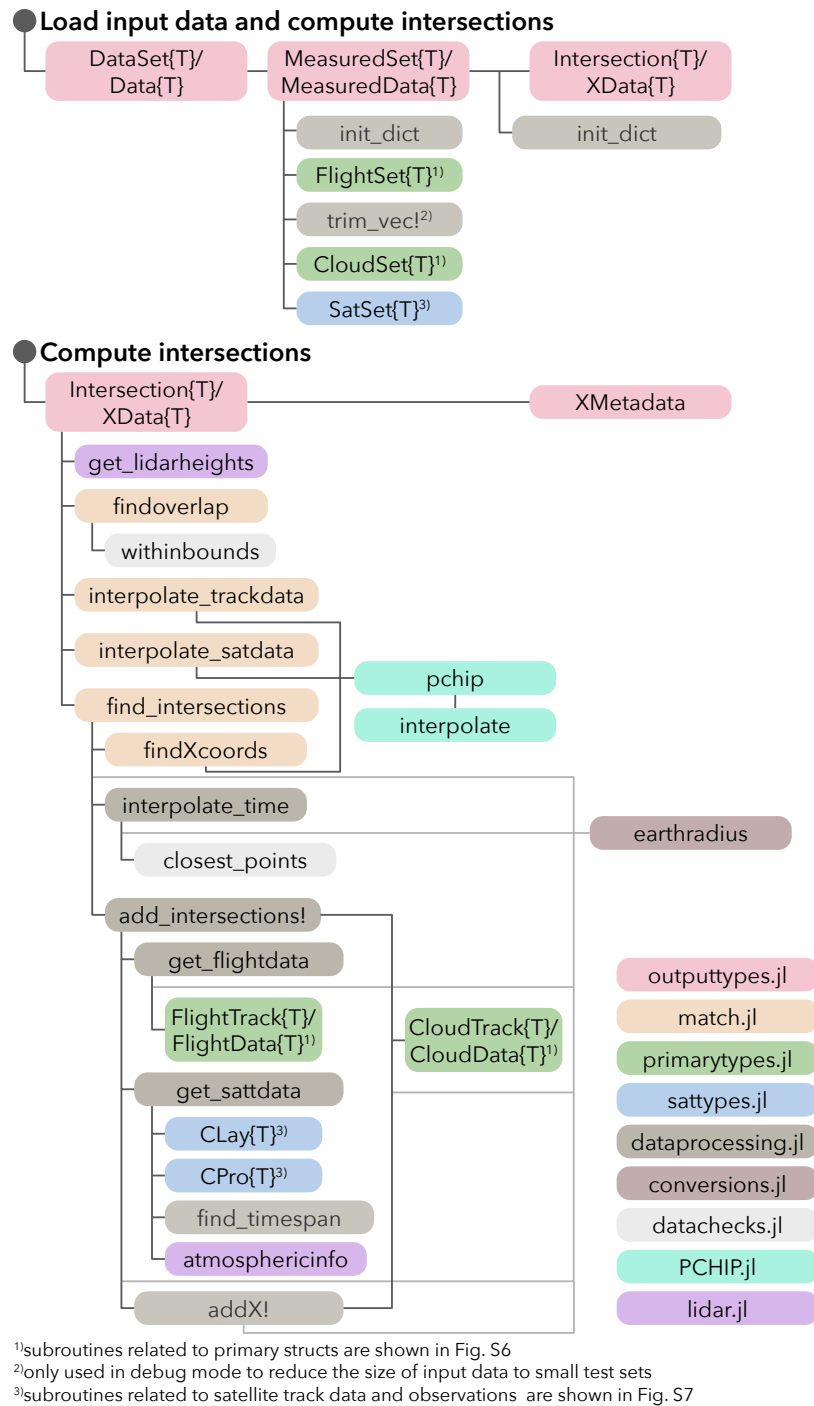 Load input data and compute intersections
DataSet{T}/
Data{T}
MeasuredSet{T}/
MeasuredData{T}
Intersection{T}/
XData{T}
init_dict
init_dict
FlightSet{T}1)
trim_vec!2)
CloudSet{T}1)
SatSet{T}3)
Compute intersections
Intersection{T}/
XData{T}
XMetadata
get_lidarheights
findoverlap
withinbounds
interpolate_trackdata
interpolate_satdata
pchip
find_intersections
interpolate
findXcoords
interpolate_time
earthradius
closest_points
add_intersections!
get_flightdata
FlightTrack{T}/
FlightData{T}1)
CloudTrack{T}/
CloudData{T}1)
get_sattdata
CLay{T}3)
CPro{T}3)
find_timespan
atmosphericinfo
addX!
outputtypes.jl
match.jl
primarytypes.jl
sattypes.jl
dataprocessing.jl
conversions.jl
datachecks.jl
PCHIP.jl
lidar.jl
1)subroutines related to primary structs are shown in Fig. S6
2)only used in debug mode to reduce the size of input data to small test sets
3)subroutines related to satellite track data and observations are shown in Fig. S7